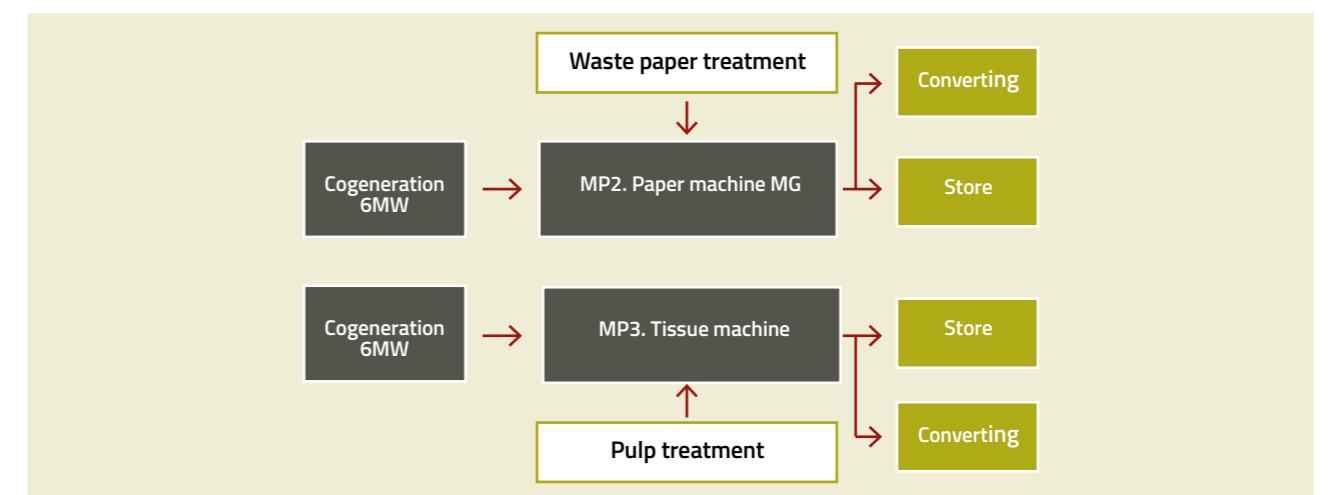 Waste paper treatment
Converting
Cogeneration
6MW
MP2. Paper machine MG
Store
Cogeneration
6MW
MP3. Tissue machine
Store
Pulp treatment
Converting